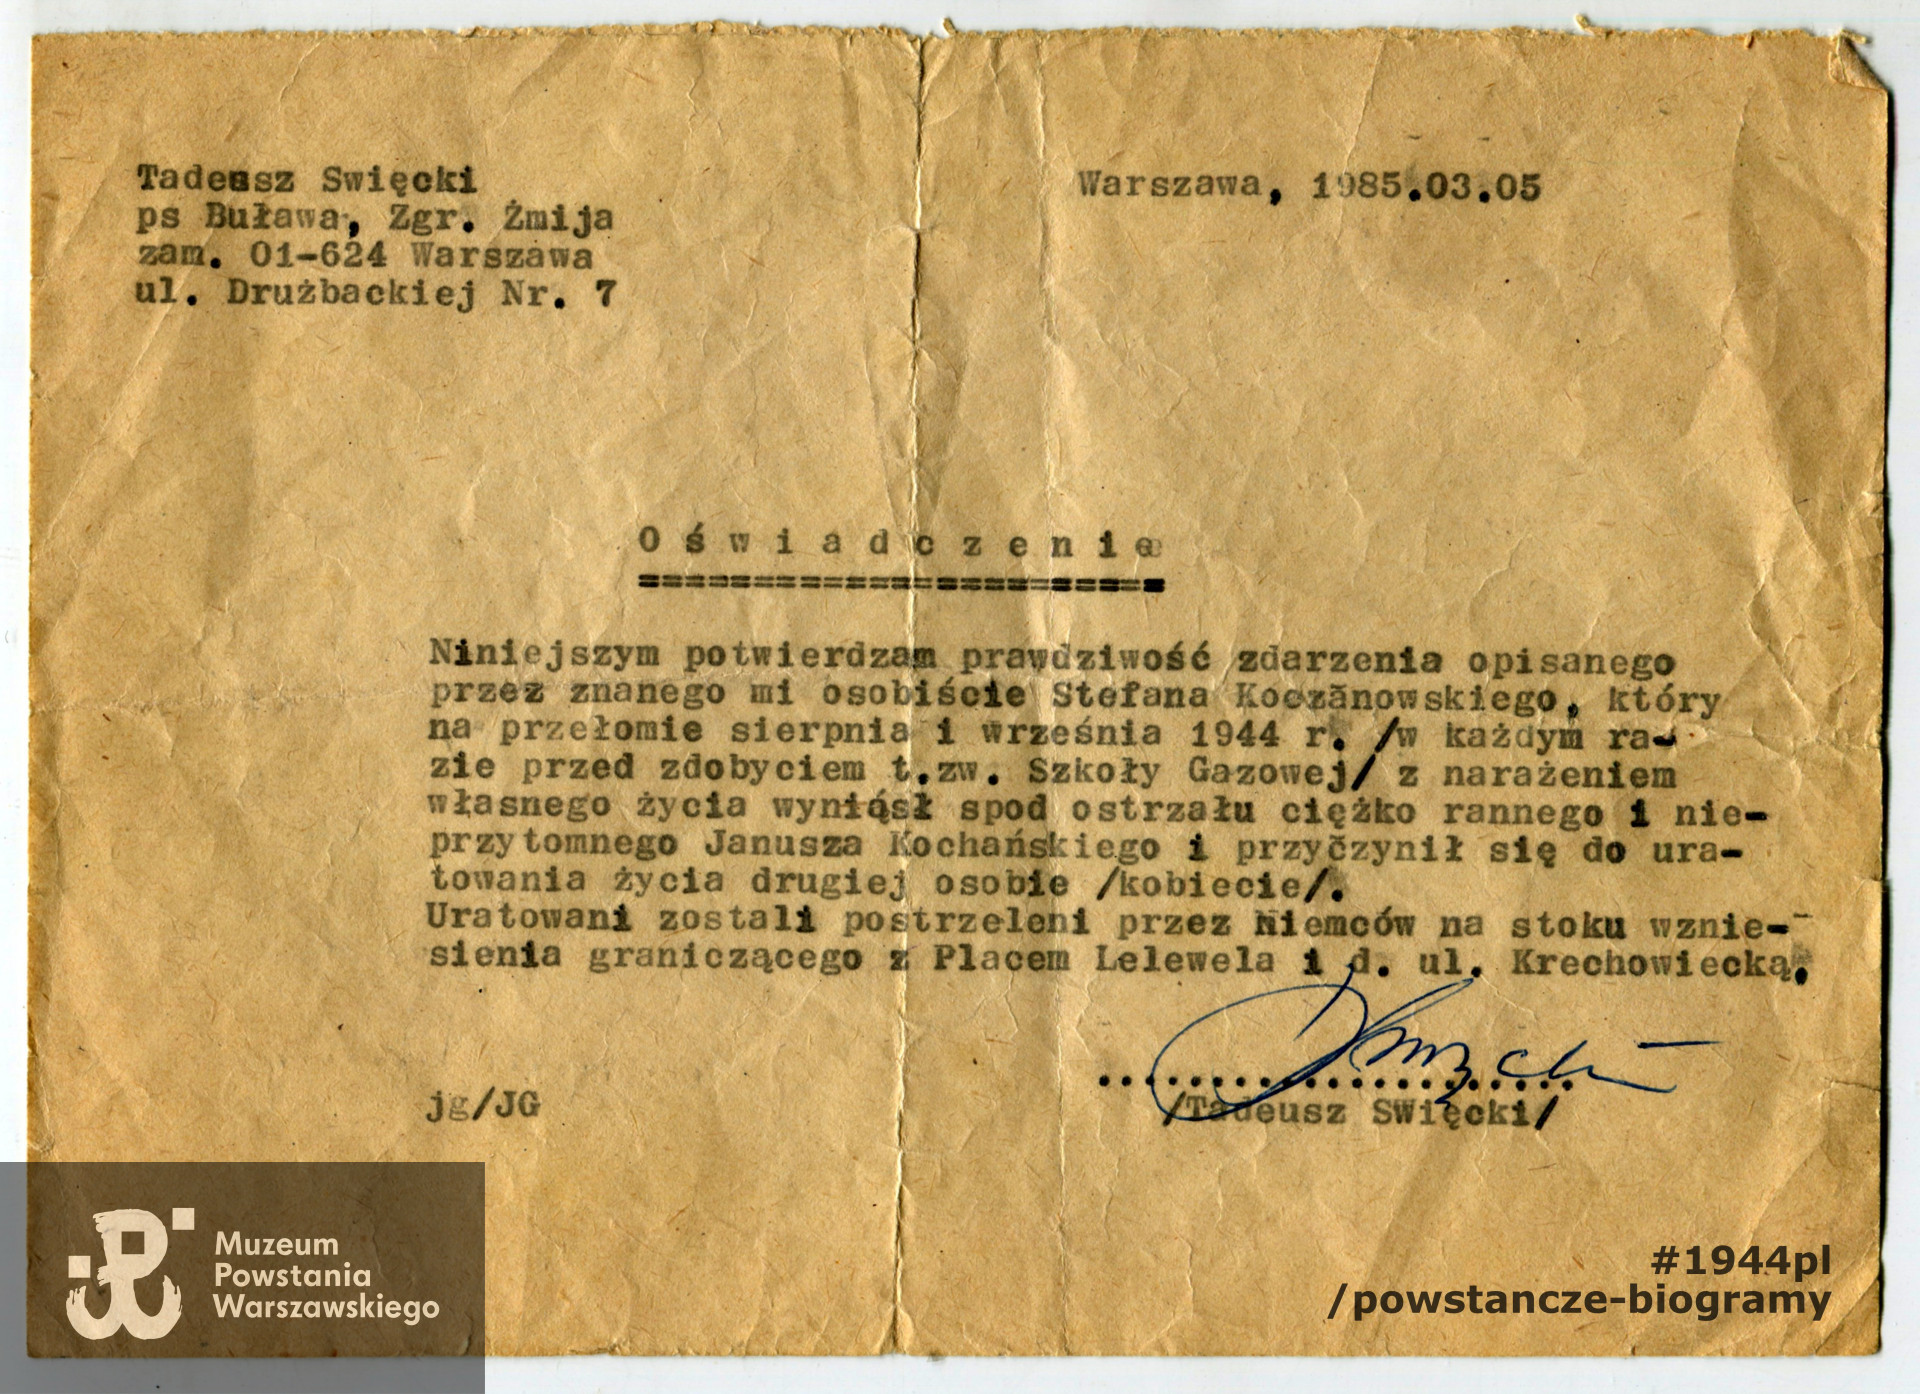 Tadeusz Swięcki
ps Buława, Zgr. Żmija
zam. 01-624 Warszawa
ul. Drużbackiej Nr. 7
Warszawa, 1985.03.05
O ś w i a d c z e n i e
=======================
Niniejszym potwierdzam prawdziwość zdarzenia opisanego
przez znanego mi osobiście Stefana Koczanowskiego, który
na przełomie sierpnia i września 1944 r. /w każdym ra-
zie przed zdobyciem t.zw. Szkoły Gazowej/ z narażeniem
własnego życia wyniósł spod ostrzału ciężko rannego i nie-
przytomnego Janusza Kochańskiego i przyczynił się do ura-
towania życia drugiej osobie /kobiecie/.
Uratowani zostali postrzeleni przez Niemców na stoku wznie-
sienia graniczącego z Placem Lelewela i d. ul. Krechowiecką.
.....................
/Tadeusz SWięcki/
jg/JG
Muzeum
Powstania
Warszawskiego
#1944pl
/powstancze-biogramy